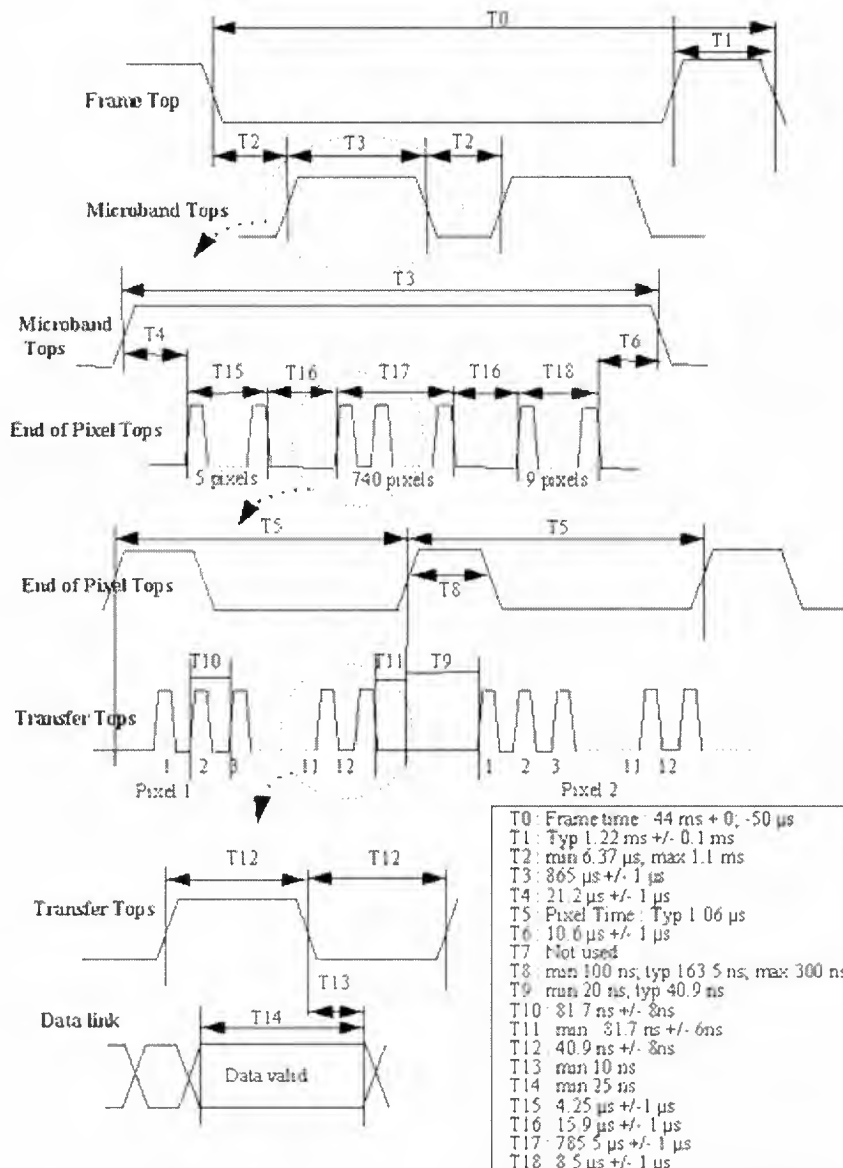 T0
T1
Frame Top
T2
T3
T2
Microband Tops
T3
Microband
Tops
T4
T6
T15
T16
T17
T16
T18
End of Pixel Tops
5 pixels
740 pixels
9 pixels
T5
T5
End of Pixel Tops
T8
T10
T11
T9
Transfer Tops
1 2 3 11 12 1 2 3 11 12
Pixel 1
Pixel 2
T12
T12
Transfer Tops
T13
Data link
T14
Data valid
T0 : Frame time : 44 ms + 0; -50 µs
T1 : Typ 1.22 ms +/- 0.1 ms
T2 : min 6.37 µs, max 1.1 ms
T3 : 865 µs +/- 1 µs
T4 : 21.2 µs +/- 1 µs
T5 : Pixel Time : Typ 1.06 µs
T6 : 10.6 µs +/- 1 µs
T7 : Not used
T8 : min 100 ns; typ 163.5 ns; max 300 ns
T9 : min 20 ns, typ 40.9 ns
T10 : 81.7 ns +/- 8ns
T11 : min 81.7 ns +/- 6ns
T12 : 40.9 ns +/- 8ns
T13 : min 10 ns
T14 : min 25 ns
T15 : 4.25 µs +/-1 µs
T16 : 15.9 µs +/- 1 µs
T17 : 785.5 µs +/- 1 µs
T18 : 8.5 µs +/- 1 µs